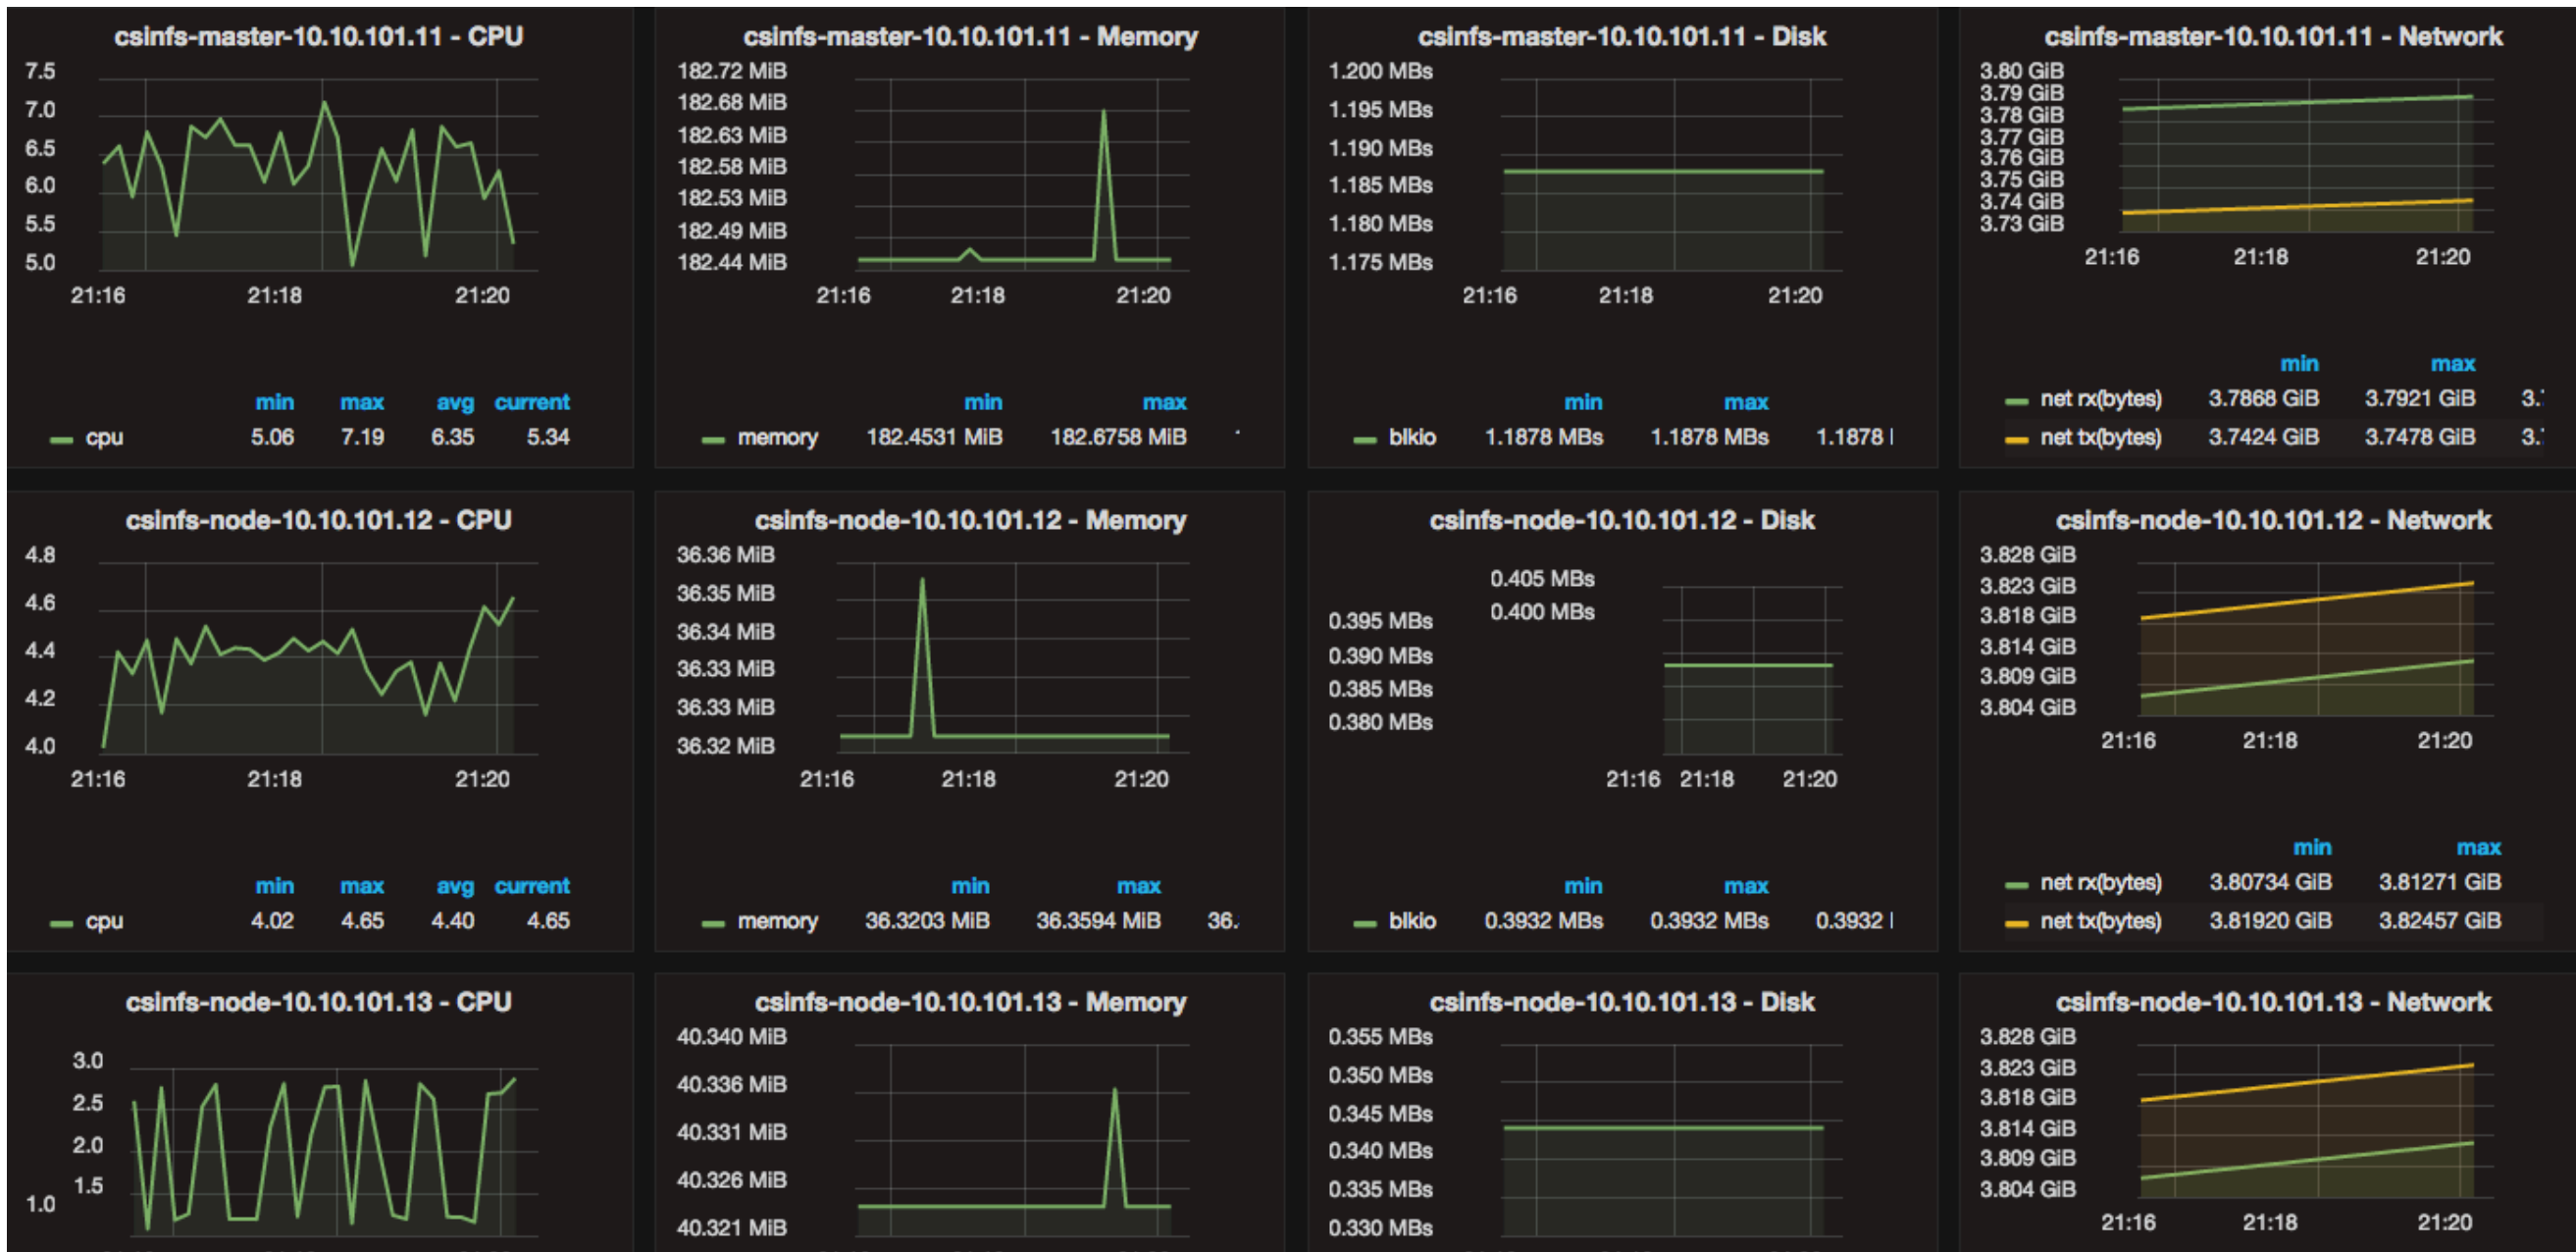 csinfs-master-10.10.101.11 - CPU
7.5
7.0
6.5
6.0
5.5
5.0
21:16 21:18 21:20
min max avg current
cpu 5.06 7.19 6.35 5.34
csinfs-master-10.10.101.11 - Memory
182.72 MiB
182.68 MiB
182.63 MiB
182.58 MiB
182.53 MiB
182.49 MiB
182.44 MiB
21:16 21:18 21:20
min max
memory 182.4531 MiB 182.6758 MiB
csinfs-master-10.10.101.11 - Disk
1.200 MBs
1.195 MBs
1.190 MBs
1.185 MBs
1.180 MBs
1.175 MBs
21:16 21:18 21:20
min max
blkio 1.1878 MBs 1.1878 MBs 1.1878
csinfs-master-10.10.101.11 - Network
3.80 GiB
3.79 GiB
3.78 GiB
3.77 GiB
3.76 GiB
3.75 GiB
3.74 GiB
3.73 GiB
21:16 21:18 21:20
min max
net rx(bytes) 3.7868 GiB 3.7921 GiB 3.
net tx(bytes) 3.7424 GiB 3.7478 GiB 3.
csinfs-node-10.10.101.12 - CPU
4.8
4.6
4.4
4.2
4.0
21:16 21:18 21:20
min max avg current
cpu 4.02 4.65 4.40 4.65
csinfs-node-10.10.101.12 - Memory
36.36 MiB
36.35 MiB
36.34 MiB
36.33 MiB
36.33 MiB
36.32 MiB
21:16 21:18 21:20
min max
memory 36.3203 MiB 36.3594 MiB 36.
csinfs-node-10.10.101.12 - Disk
0.405 MBs
0.400 MBs
0.395 MBs
0.390 MBs
0.385 MBs
0.380 MBs
21:16 21:18 21:20
min max
blkio 0.3932 MBs 0.3932 MBs 0.3932
csinfs-node-10.10.101.12 - Network
3.828 GiB
3.823 GiB
3.818 GiB
3.814 GiB
3.809 GiB
3.804 GiB
21:16 21:18 21:20
min max
net rx(bytes) 3.80734 GiB 3.81271 GiB
net tx(bytes) 3.81920 GiB 3.82457 GiB
csinfs-node-10.10.101.13 - CPU
3.0
2.5
2.0
1.5
1.0
csinfs-node-10.10.101.13 - Memory
40.340 MiB
40.336 MiB
40.331 MiB
40.326 MiB
40.321 MiB
csinfs-node-10.10.101.13 - Disk
0.355 MBs
0.350 MBs
0.345 MBs
0.340 MBs
0.335 MBs
0.330 MBs
csinfs-node-10.10.101.13 - Network
3.828 GiB
3.823 GiB
3.818 GiB
3.814 GiB
3.809 GiB
3.804 GiB
21:16 21:18 21:20